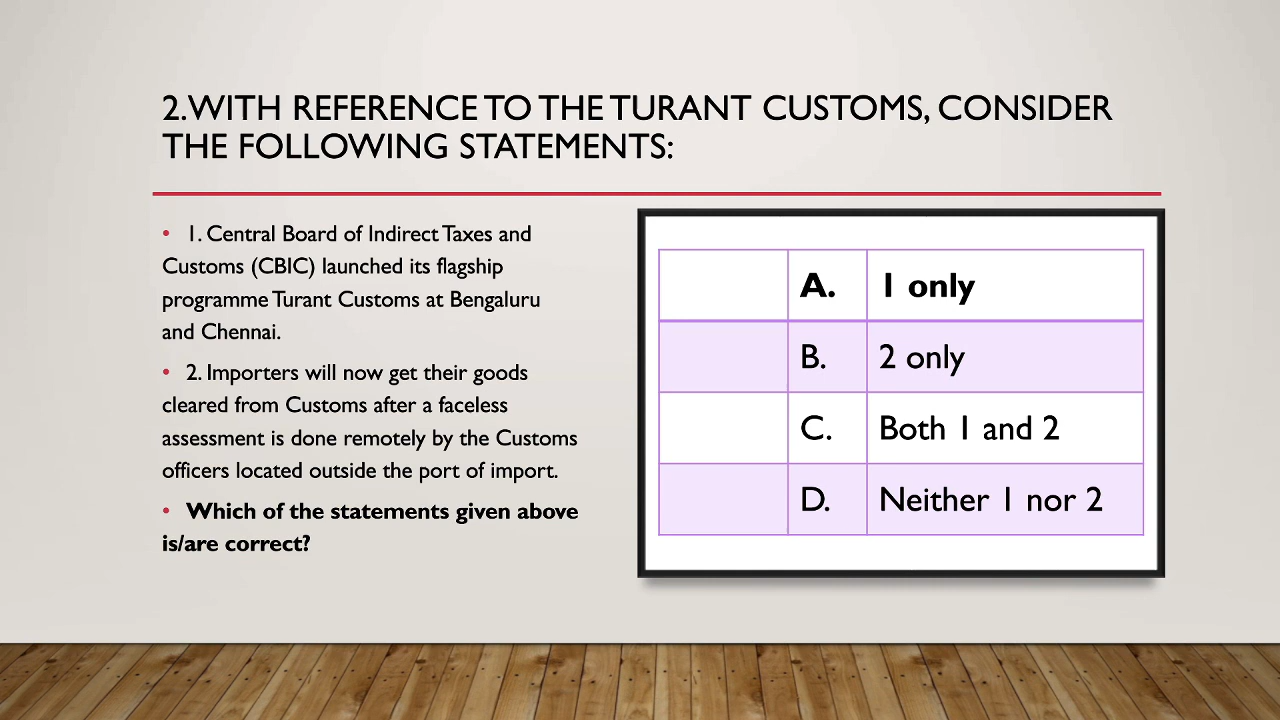 2.WITH REFERENCE TO THE TURANT CUSTOMS, CONSIDER
THE FOLLOWING STATEMENTS:
• 1. Central Board of Indirect Taxes and
Customs (CBIC) launched its flagship
programme Turant Customs at Bengaluru
and Chennai.
• 2. Importers will now get their goods
cleared from Customs after a faceless
assessment is done remotely by the Customs
officers located outside the port of import.
• Which of the statements given above
is/are correct?
A. 1 only
B. 2 only
C. Both 1 and 2
D. Neither 1 nor 2